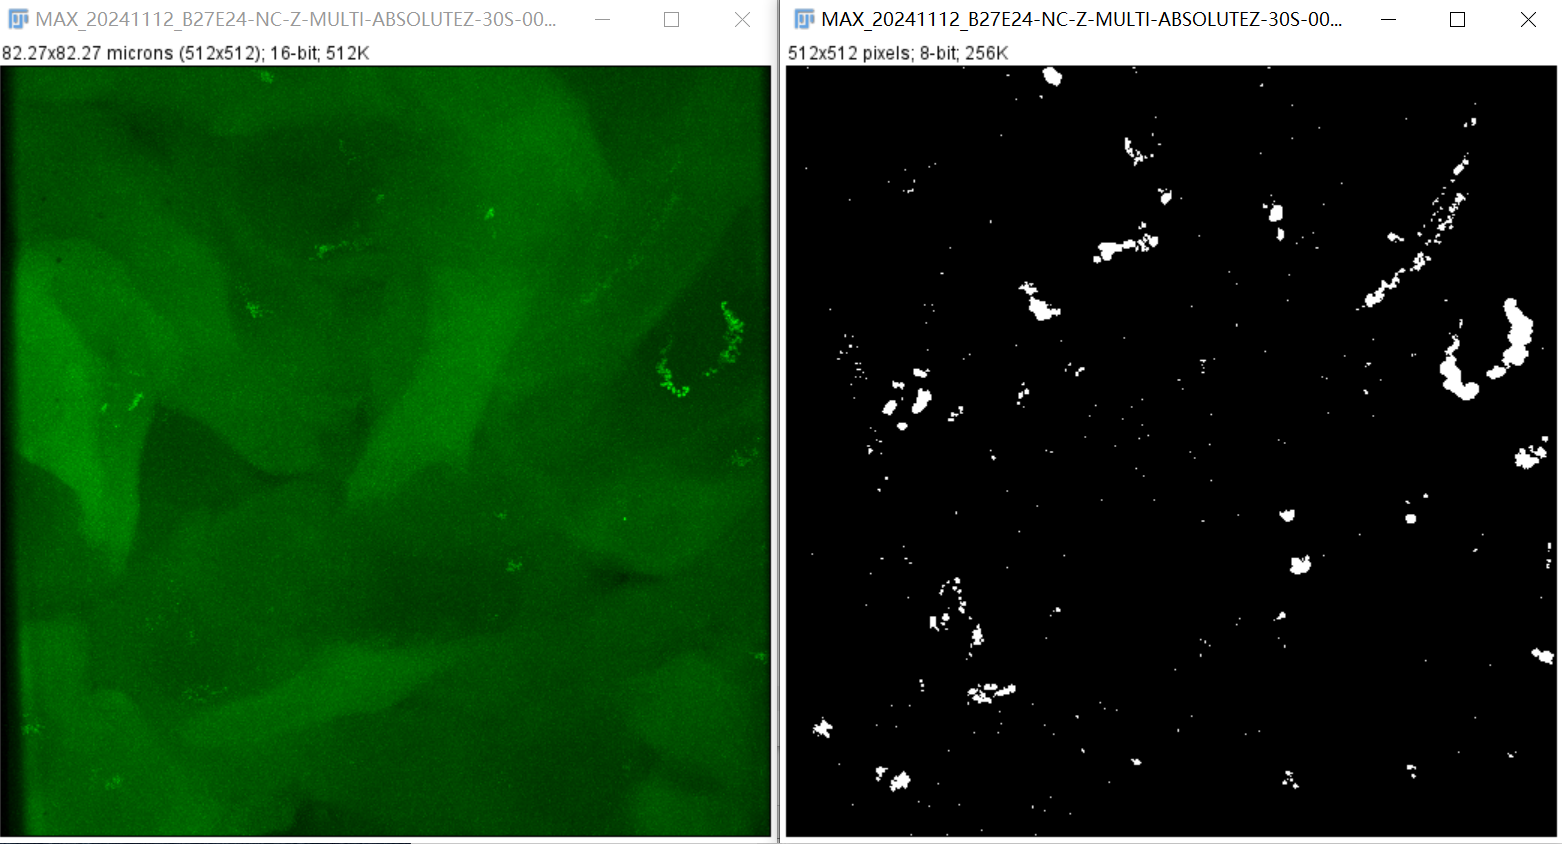 MAX_20241112_B27E24-NC-Z-MULTI-ABSOLUTEZ-30S-00...
82.27x82.27 microns (512x512); 16-bit; 512K
MAX_20241112_B27E24-NC-Z-MULTI-ABSOLUTEZ-30S-00...
512x512 pixels; 8-bit; 256K